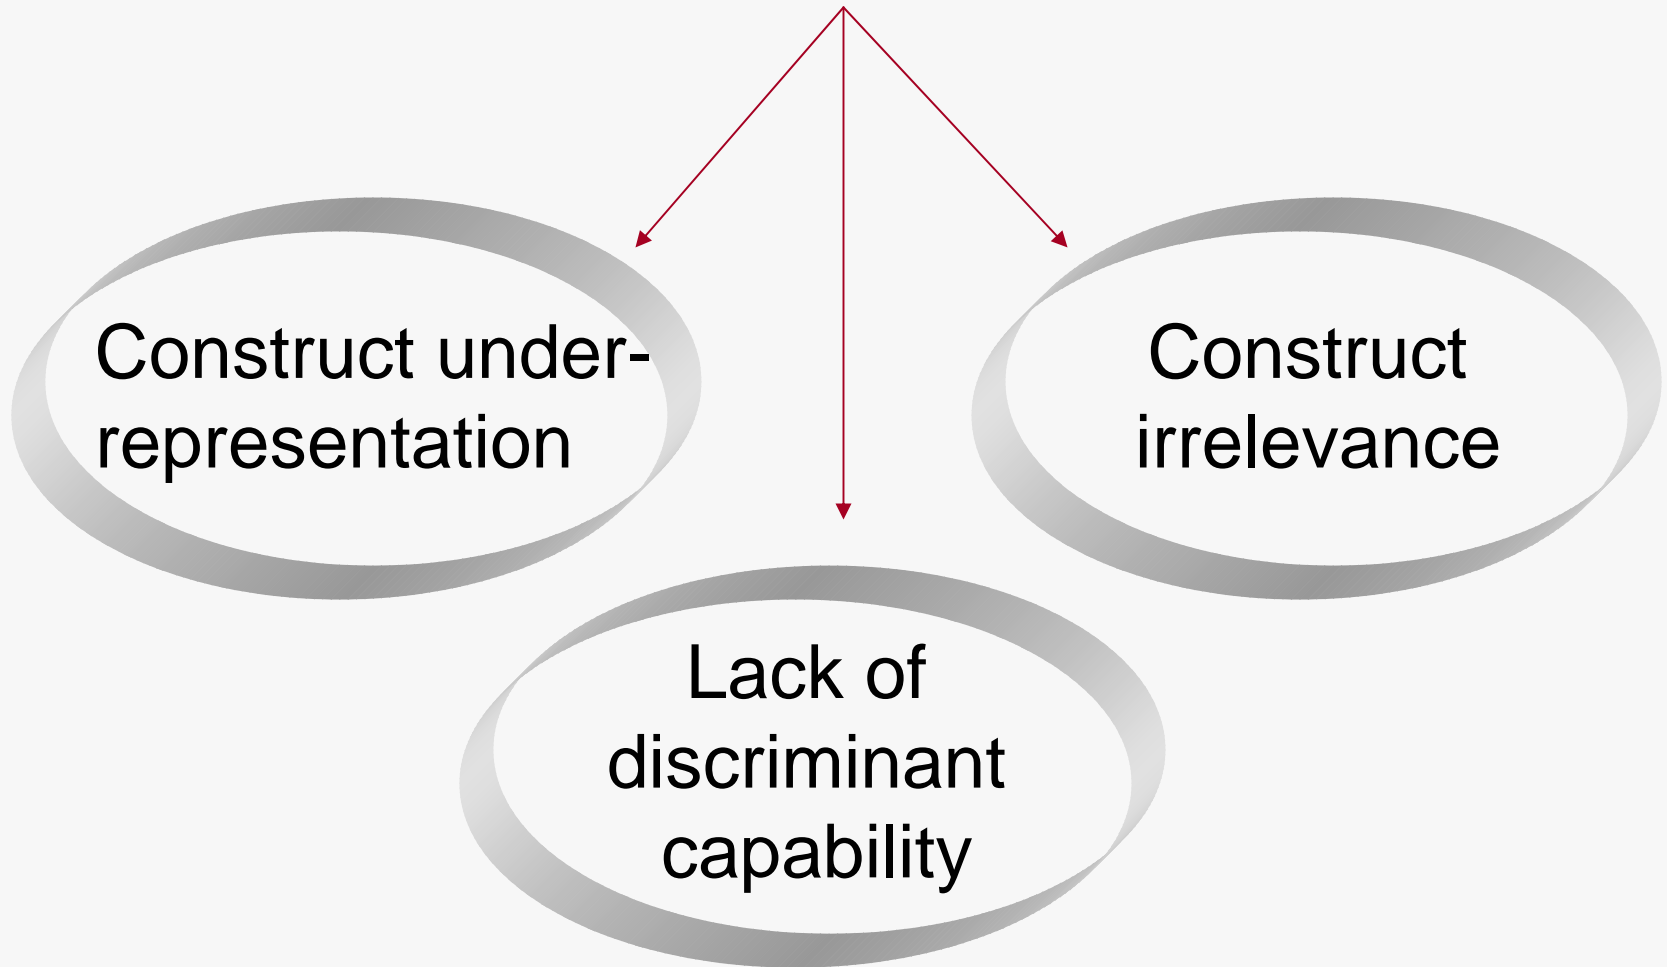 Construct under-
representation
Construct
irrelevance
Lack of
discriminant
capability